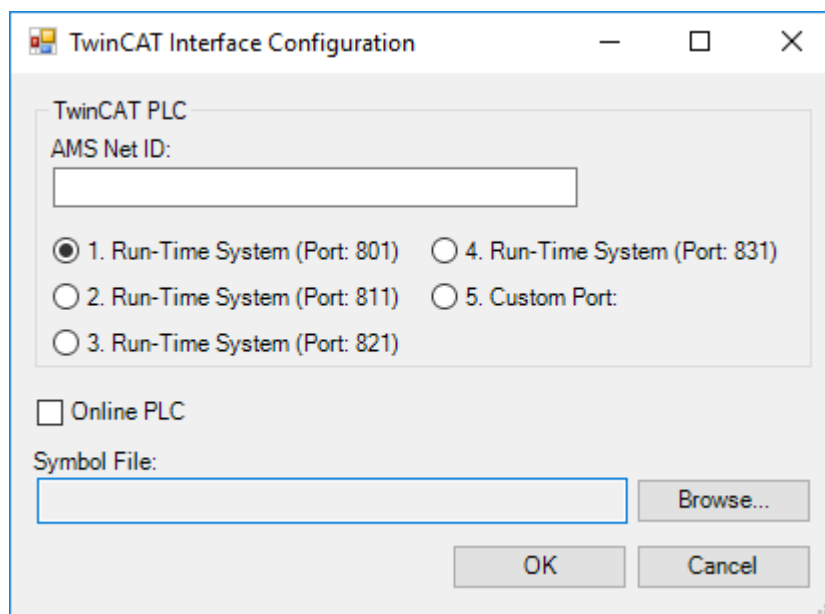 TwinCAT Interface Configuration
TwinCAT PLC
AMS Net ID:
1. Run-Time System (Port: 801)
4. Run-Time System (Port: 831)
2. Run-Time System (Port: 811)
5. Custom Port:
3. Run-Time System (Port: 821)
Online PLC
Symbol File:
Browse...
OK
Cancel